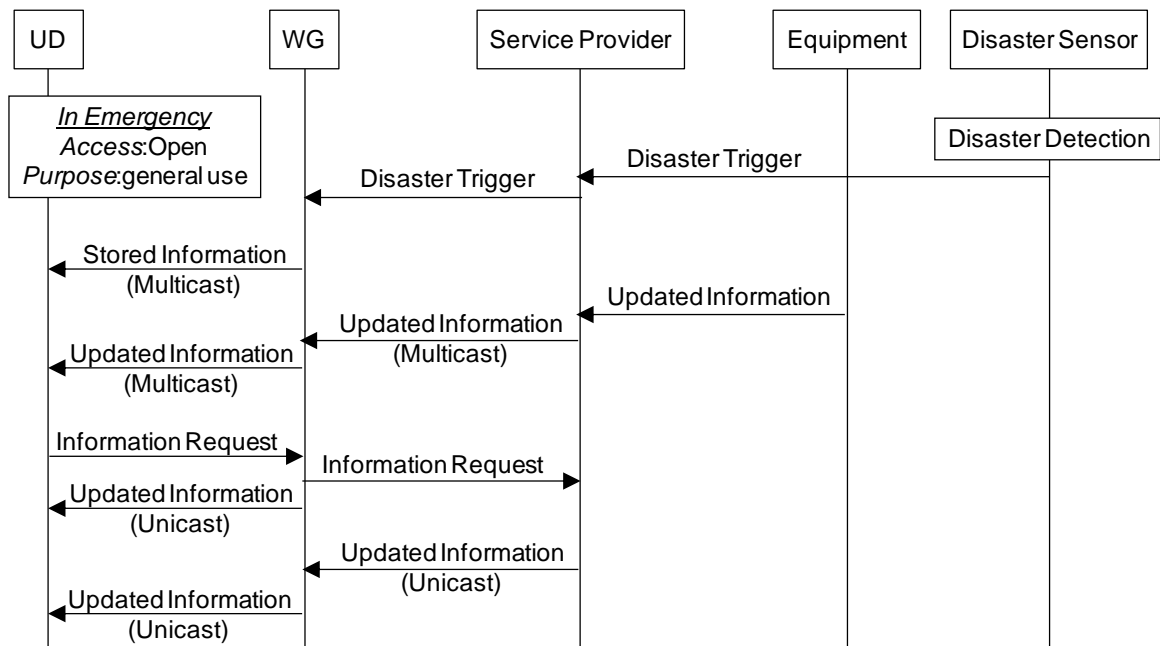 UD
WG
Service Provider
Equipment
Disaster Sensor
In Emergency
Access:Open
Purpose:general use
Disaster Detection
Disaster Trigger
Disaster Trigger
Stored Information
(Multicast)
Updated Information
Updated Information
(Multicast)
Updated Information
(Multicast)
Information Request
Information Request
Updated Information
(Unicast)
Updated Information
(Unicast)
Updated Information
(Unicast)